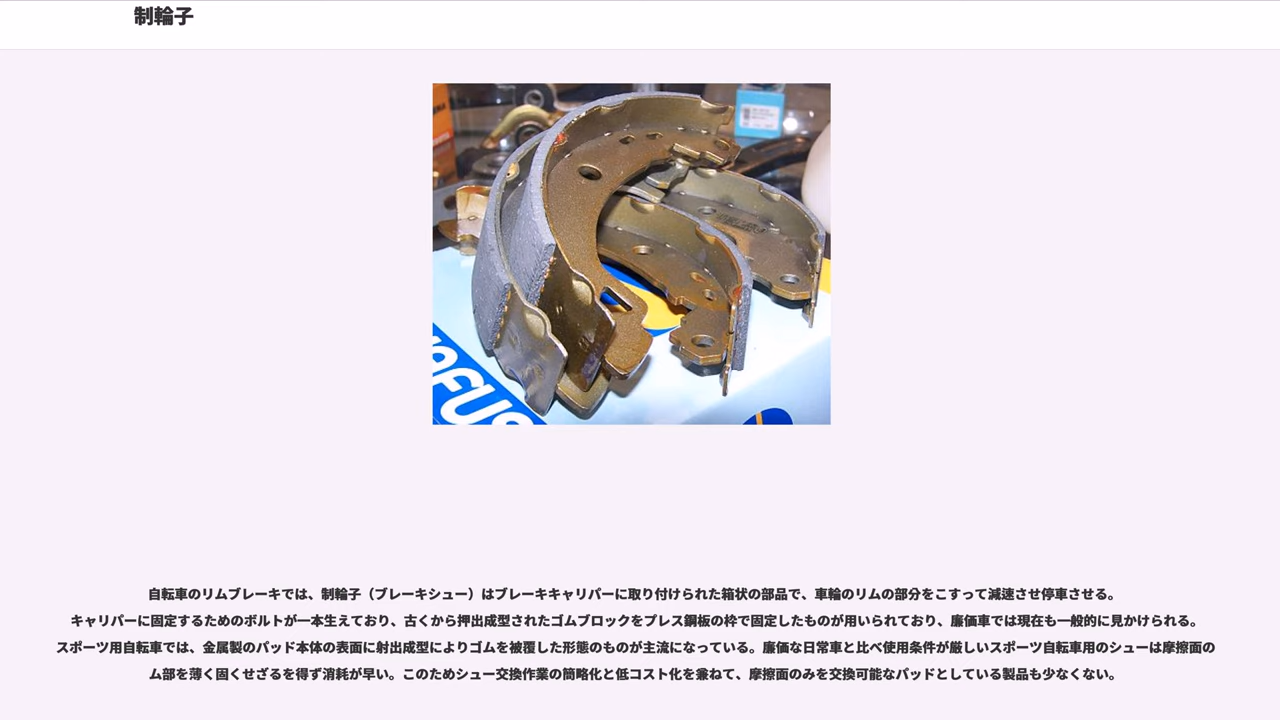 制輪子
自転車のリムブレーキでは、制輪子（ブレーキシュー）はブレーキキャリパーに取り付けられた箱状の部品で、車輪のリムの部分をこすって減速させ停車させる。
キャリパーに固定するためのボルトが一本生えており、古くから押出成型されたゴムブロックをプレス鋼板の枠で固定したものが用いられており、廉価車では現在も一般的に見かけられる。
スポーツ用自転車では、金属製のパッド本体の表面に射出成型によりゴムを被覆した形態のものが主流になっている。廉価な日常車と比べ使用条件が厳しいスポーツ自転車用のシューは摩擦面の
ム部を薄く固くせざるを得ず消耗が早い。このためシュー交換作業の簡略化と低コスト化を兼ねて、摩擦面のみを交換可能なパッドとしている製品も少なくない。